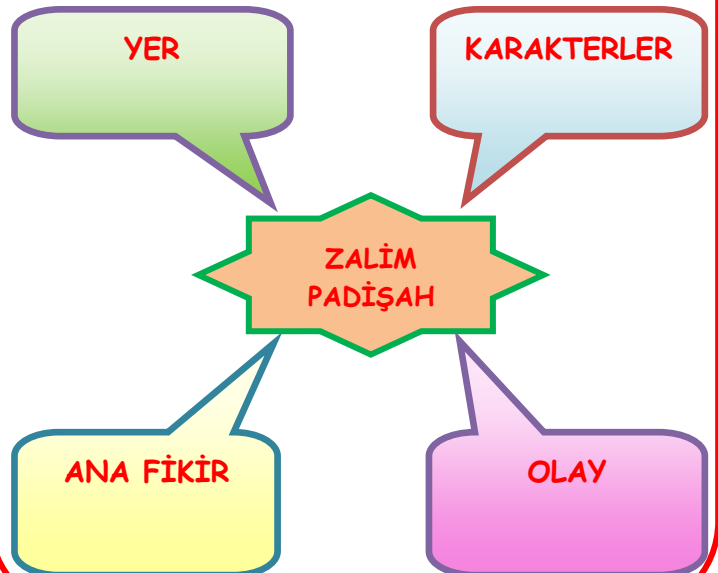 YER
KARAKTERLER
ZALİM
PADİŞAH
ANA FİKİR
OLAY